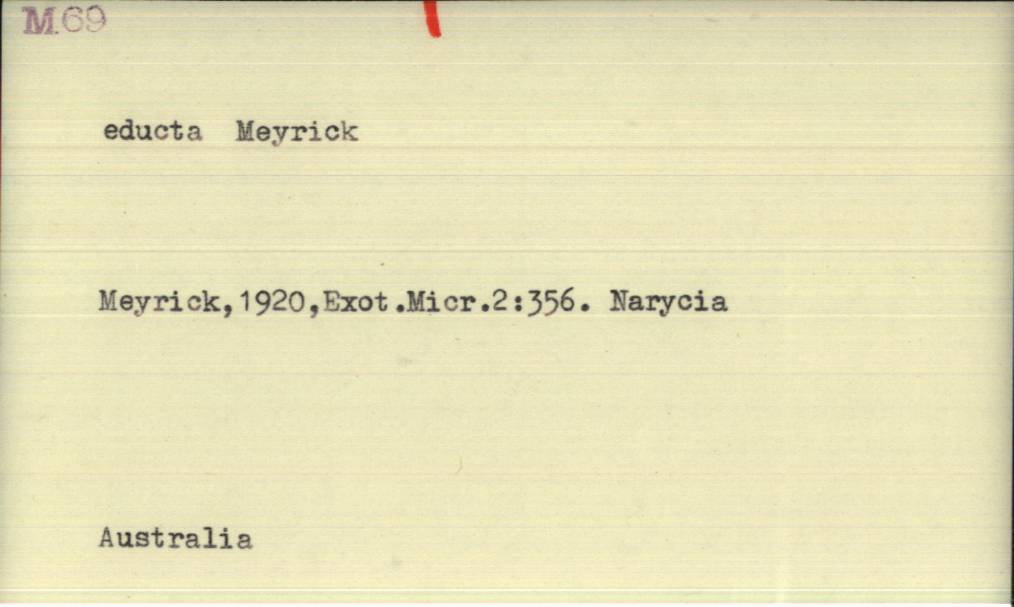 M.69
educta Meyrick
Meyrick,1920,Exot.Micr.2:356. Narycia
Australia